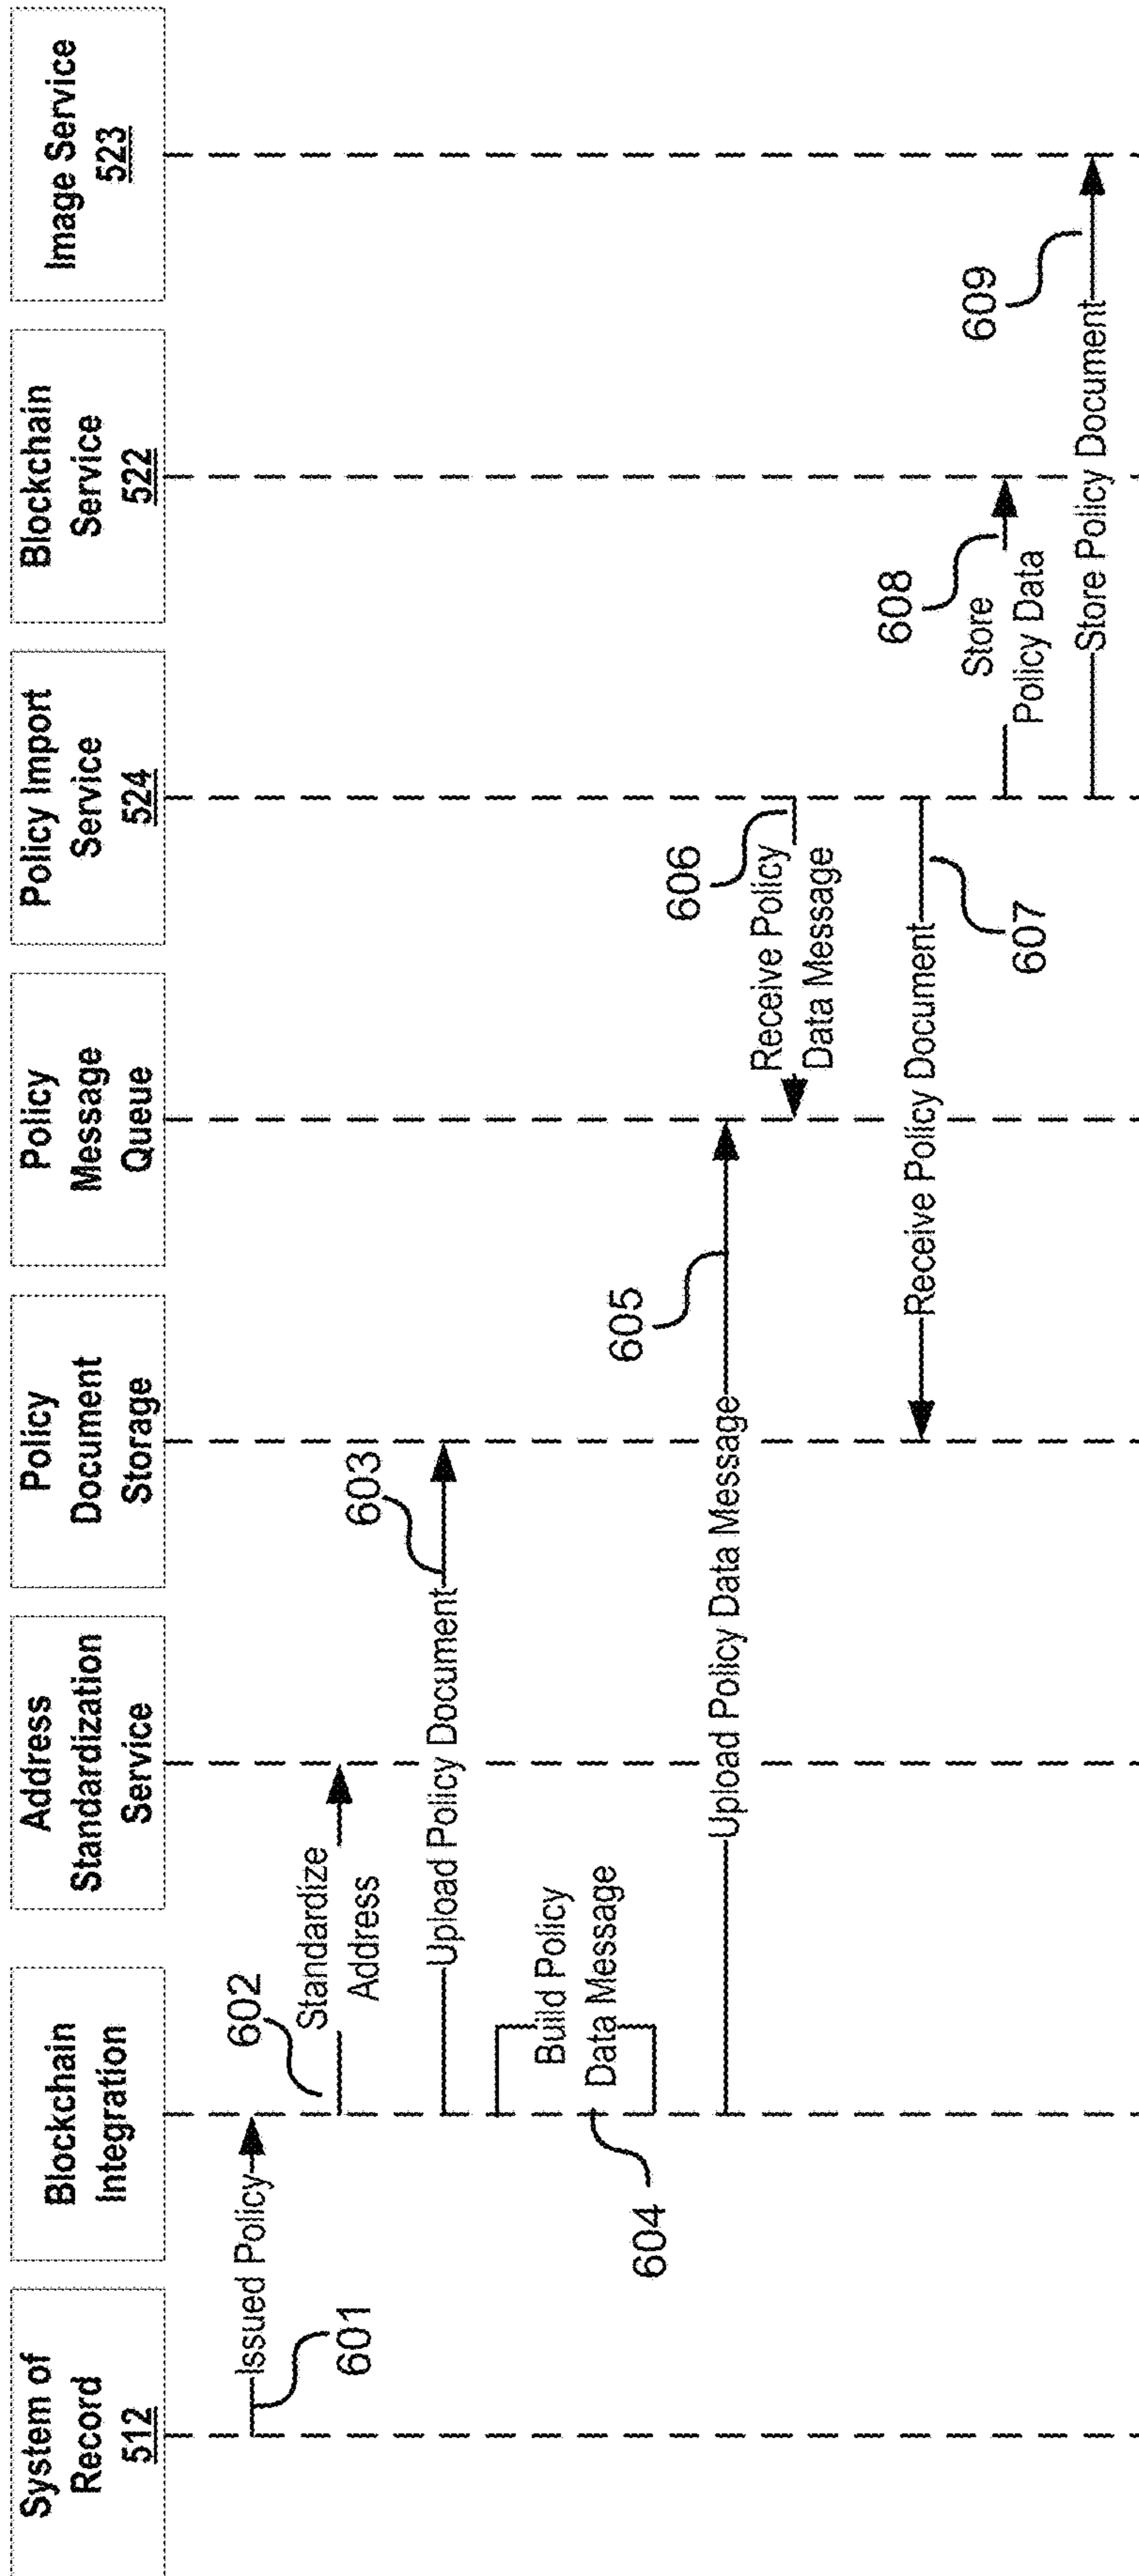 System of
Record
512
Blockchain
Integration
Address
Standardization
Service
Policy
Document
Storage
Policy
Message
Queue
Policy Import
Service
524
Blockchain
Service
522
Image Service
523
Issued Policy
601
602
Standardize
Address
603
Upload Policy Document
Build Policy
Data Message
604
605
Upload Policy Data Message
606
Receive Policy
Data Message
Receive Policy Document
607
608
Store
Policy Data
609
Store Policy Document